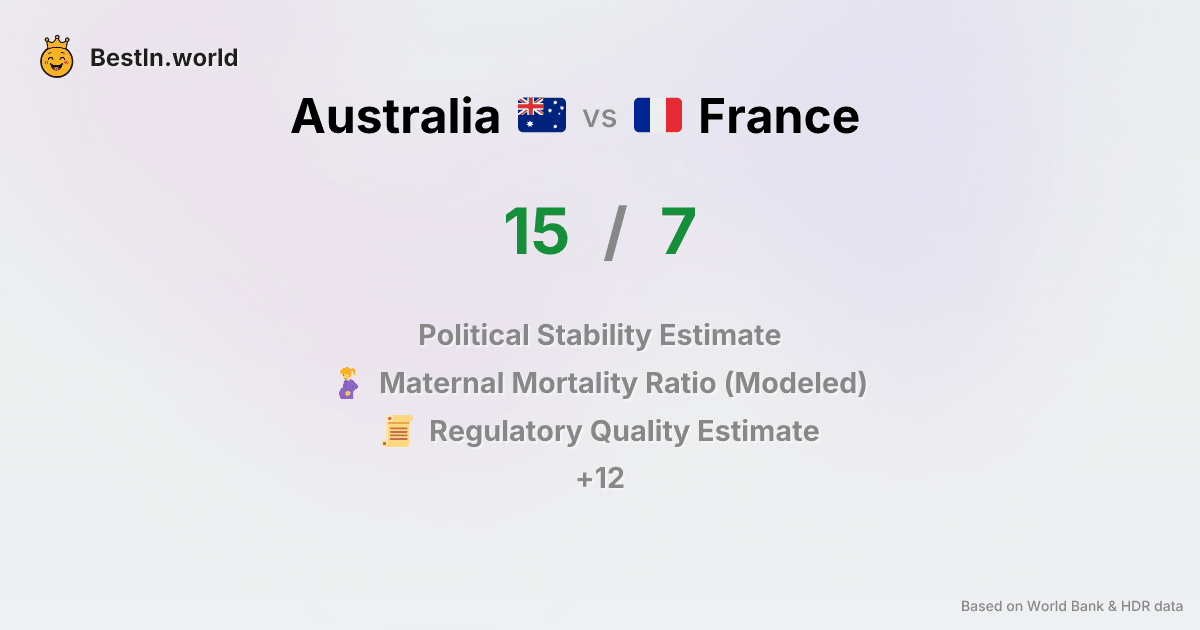 BestIn.world
Australia vs France
15 / 7
Political Stability Estimate
Maternal Mortality Ratio (Modeled)
Regulatory Quality Estimate
+12
Based on World Bank & HDR data